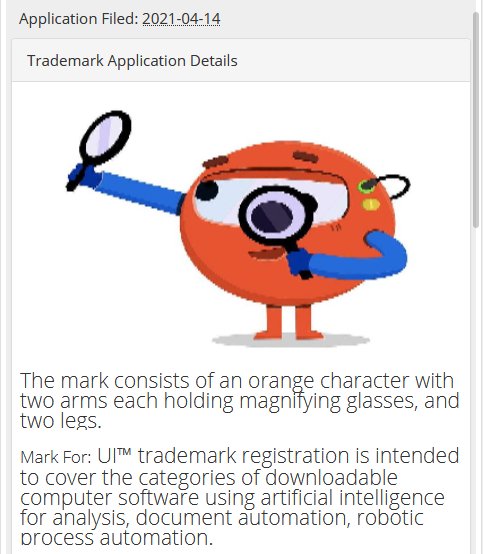 Application Filed: 2021-04-14
Trademark Application Details
The mark consists of an orange character with
two arms each holding magnifying glasses, and
two legs.
Mark For: UI™ trademark registration is intended
to cover the categories of downloadable
computer software using artificial intelligence
for analysis, document automation, robotic
process automation.